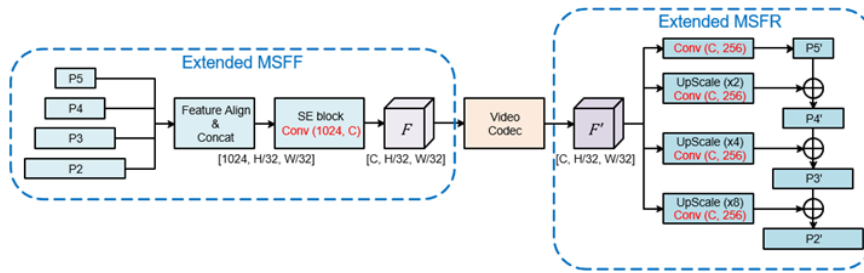 Extended MSFF
P5
P4
P3
P2
Feature Align
&
Concat
[1024, H/32, W/32]
SE block
Conv (1024, C)
F
[C, H/32, W/32]
Video
Codec
F'
[C, H/32, W/32]
Extended MSFR
Conv (C, 256)
P5'
UpScale (x2)
Conv (C, 256)
P4'
UpScale (x4)
Conv (C, 256)
P3'
UpScale (x8)
Conv (C, 256)
P2'